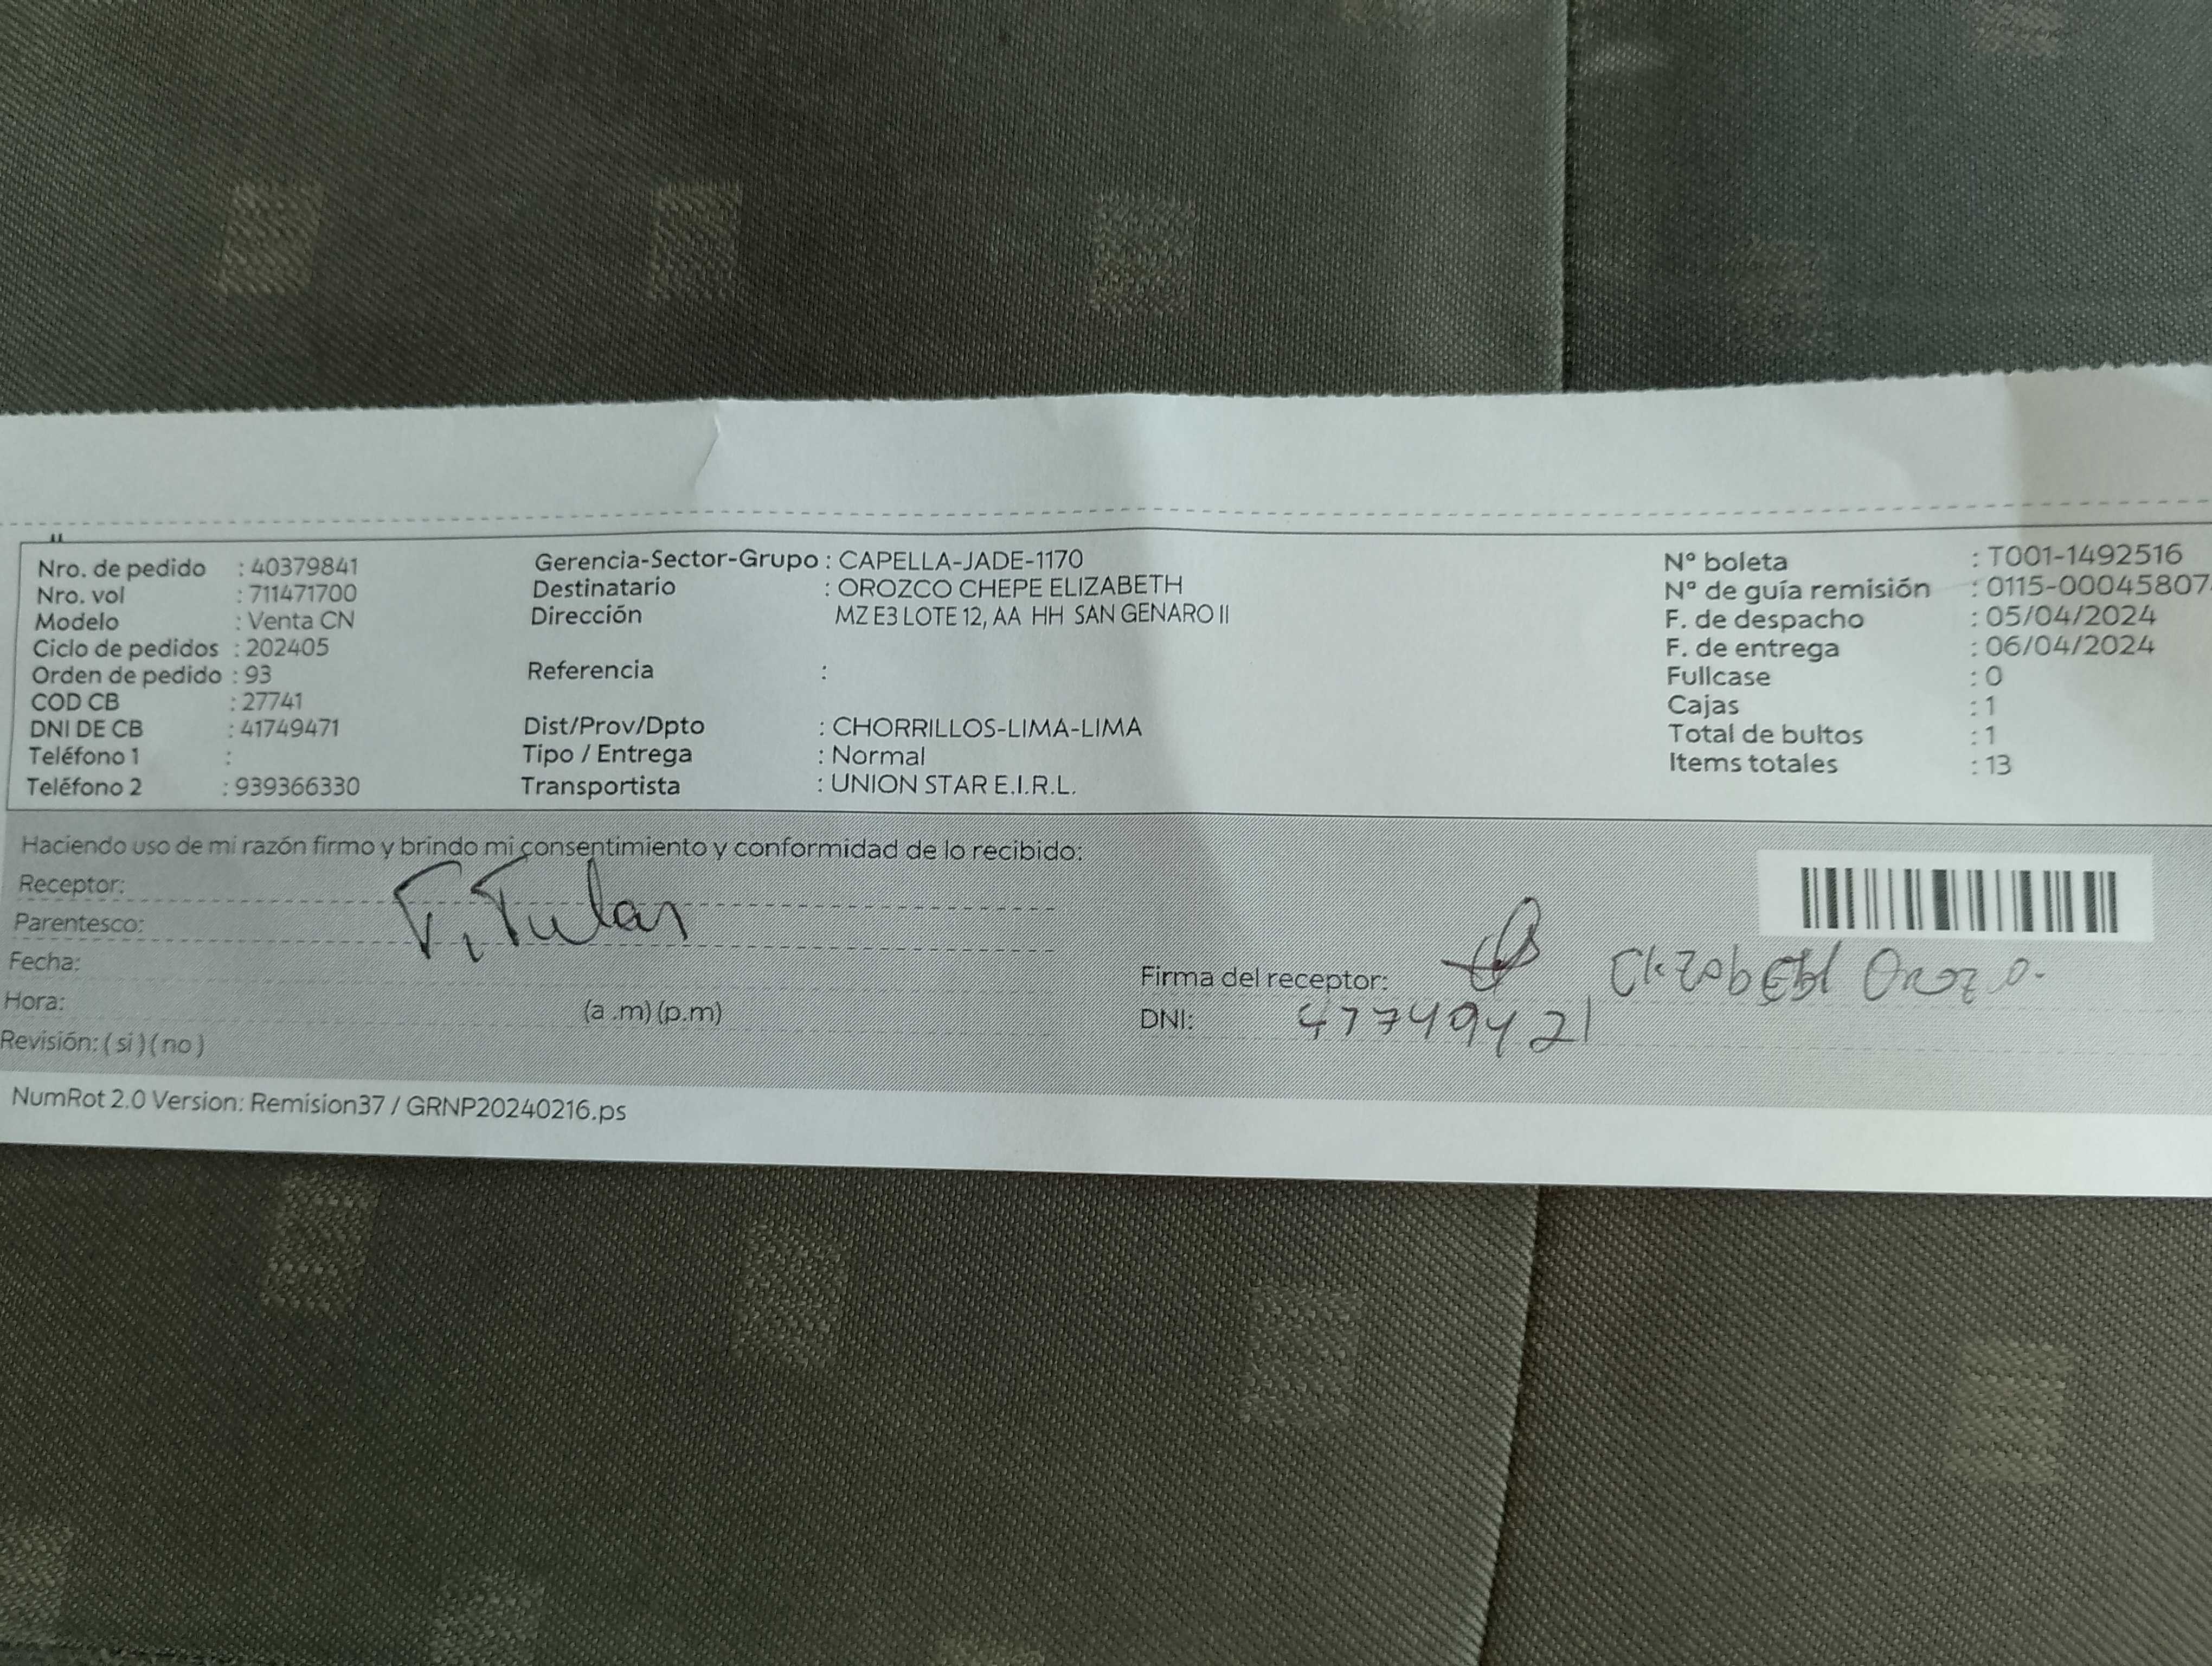 Nro. de pedido : 40379841
Nro. vol : 711471700
Modelo : Venta CN
Ciclo de pedidos : 202405
Orden de pedido : 93
COD CB : 27741
DNI DE CB : 41749471
Teléfono 1 :
Teléfono 2 : 939366330
Gerencia-Sector-Grupo : CAPELLA-JADE-1170
Destinatario : OROZCO CHEPE ELIZABETH
Dirección MZ E3 LOTE 12, AA HH SAN GENARO II
Referencia :
Dist/Prov/Dpto : CHORRILLOS-LIMA-LIMA
Tipo / Entrega : Normal
Transportista : UNION STAR E.I.R.L.
Nº boleta : T001-1492516
Nº de guía remisión : 0115-00045807
F. de despacho : 05/04/2024
F. de entrega : 06/04/2024
Fullcase : 0
Cajas : 1
Total de bultos : 1
Items totales : 13
Haciendo uso de mi razón firmo y brindo mi consentimiento y conformidad de lo recibido:
Receptor:
Parentesco: Titular
Fecha:
Hora: (a .m) (p.m)
Revisión: ( si ) ( no )
Firma del receptor:
DNI: 47749421
NumRot 2.0 Version: Remision37 / GRNP20240216.ps